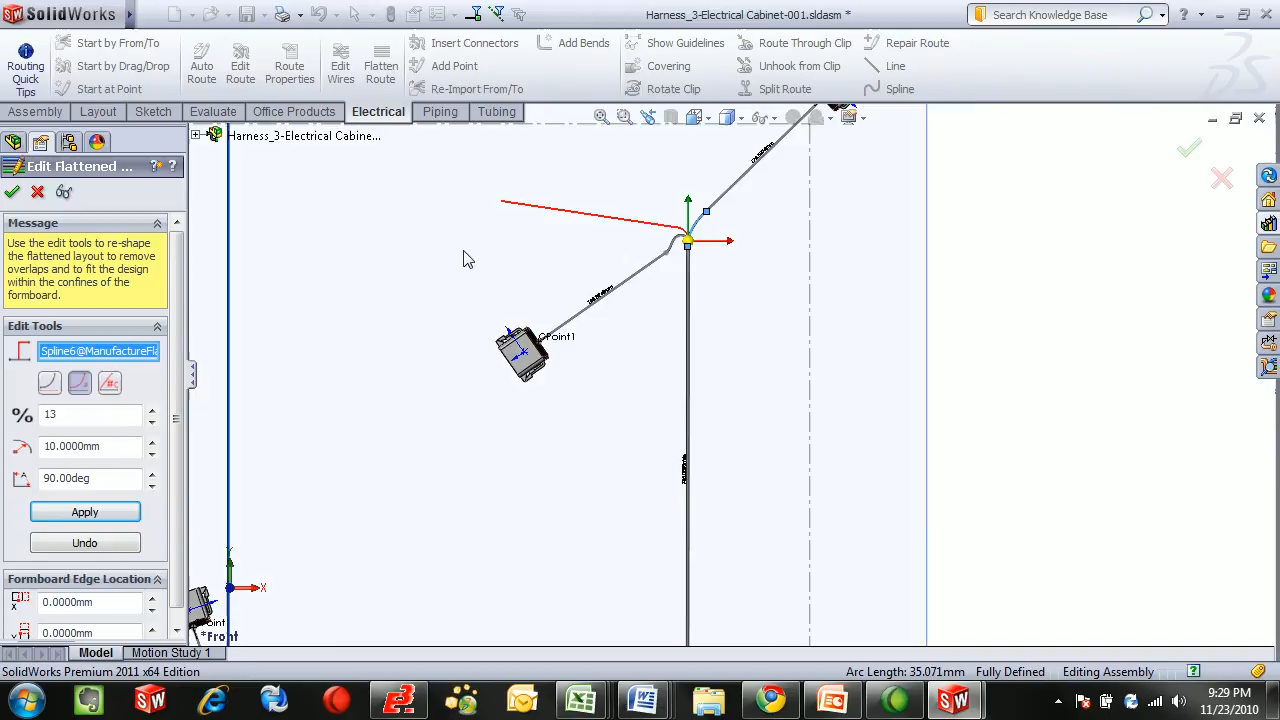 SolidWorks
Harness_3-Electrical Cabinet-001.sldasm *
Search Knowledge Base
?
Routing Quick Tips
Start by From/To
Start by Drag/Drop
Start at Point
Auto Route
Edit Route
Route Properties
Edit Wires
Flatten Route
Insert Connectors
Add Point
Re-Import From/To
Add Bends
Show Guidelines
Covering
Rotate Clip
Route Through Clip
Unhook from Clip
Split Route
Repair Route
Line
Spline
Assembly
Layout
Sketch
Evaluate
Office Products
Electrical
Piping
Tubing
Harness_3-Electrical Cabine...
Edit Flattened ...
?
Message
Use the edit tools to re-shape
the flattened layout to remove
overlaps and to fit the design
within the confines of the
formboard.
Edit Tools
Spline6@ManufactureFla
%
13
10.0000mm
90.00deg
Apply
Undo
Formboard Edge Location
0.0000mm
0.0000mm
CPoint1
Y
X
*Front
Model
Motion Study 1
SolidWorks Premium 2011 x64 Edition
Arc Length: 35.071mm
Fully Defined
Editing Assembly
?
9:29 PM
11/23/2010